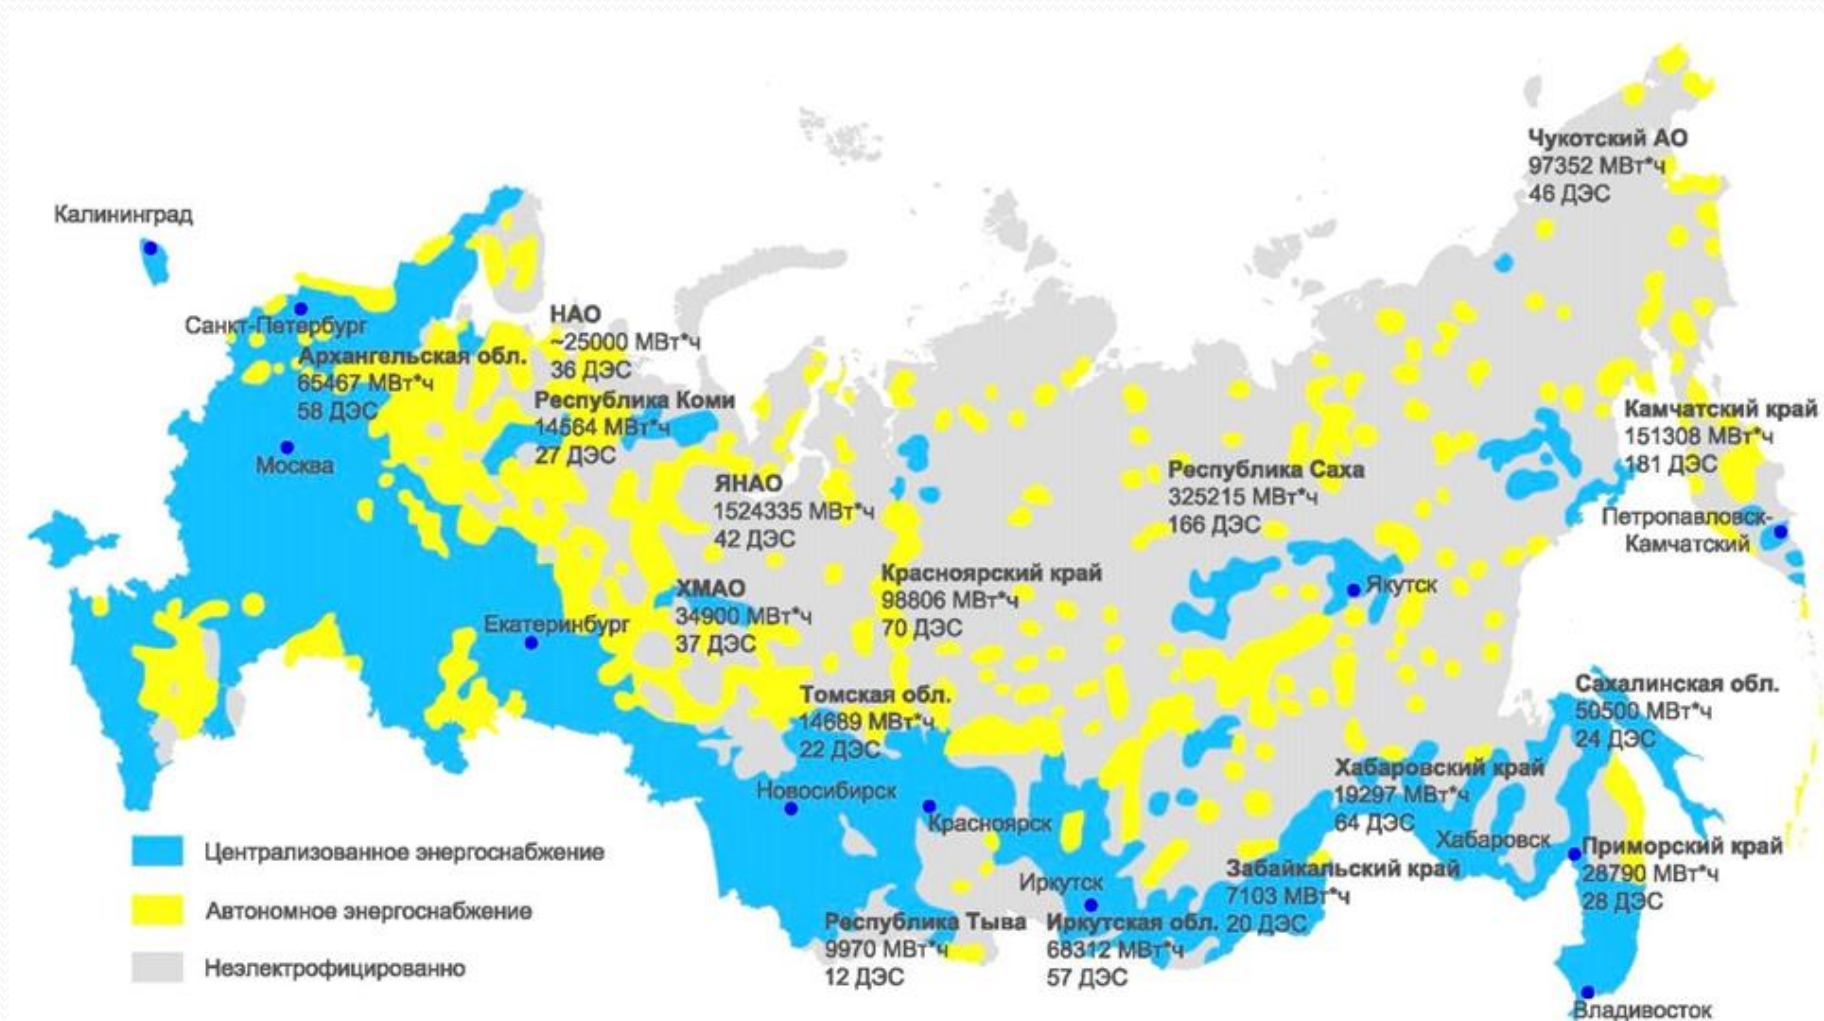 Чукотский АО
97352 МВт*ч
46 ДЭС
Калининград
Санкт-Петербург
НАО
~25000 МВт*ч
36 ДЭС
Архангельская обл.
65467 МВт*ч
58 ДЭС
Республика Коми
14564 МВт*ч
27 ДЭС
Москва
Камчатский край
151308 МВт*ч
181 ДЭС
ЯНАО
1524335 МВт*ч
42 ДЭС
Республика Саха
325215 МВт*ч
166 ДЭС
Петропавловск-
Камчатский
ХМАО
34900 МВт*ч
37 ДЭС
Красноярский край
98806 МВт*ч
70 ДЭС
Якутск
Екатеринбург
Томская обл.
14689 МВт*ч
22 ДЭС
Сахалинская обл.
50500 МВт*ч
24 ДЭС
Хабаровский край
19297 МВт*ч
64 ДЭС
Новосибирск
Красноярск
Хабаровск
Приморский край
28790 МВт*ч
28 ДЭС
Забайкальский край
7103 МВт*ч
20 ДЭС
Иркутск
Республика Тыва
9970 МВт*ч
12 ДЭС
Иркутская обл.
68312 МВт*ч
57 ДЭС
Владивосток
Централизованное энергоснабжение
Автономное энергоснабжение
Неэлектрофицированно